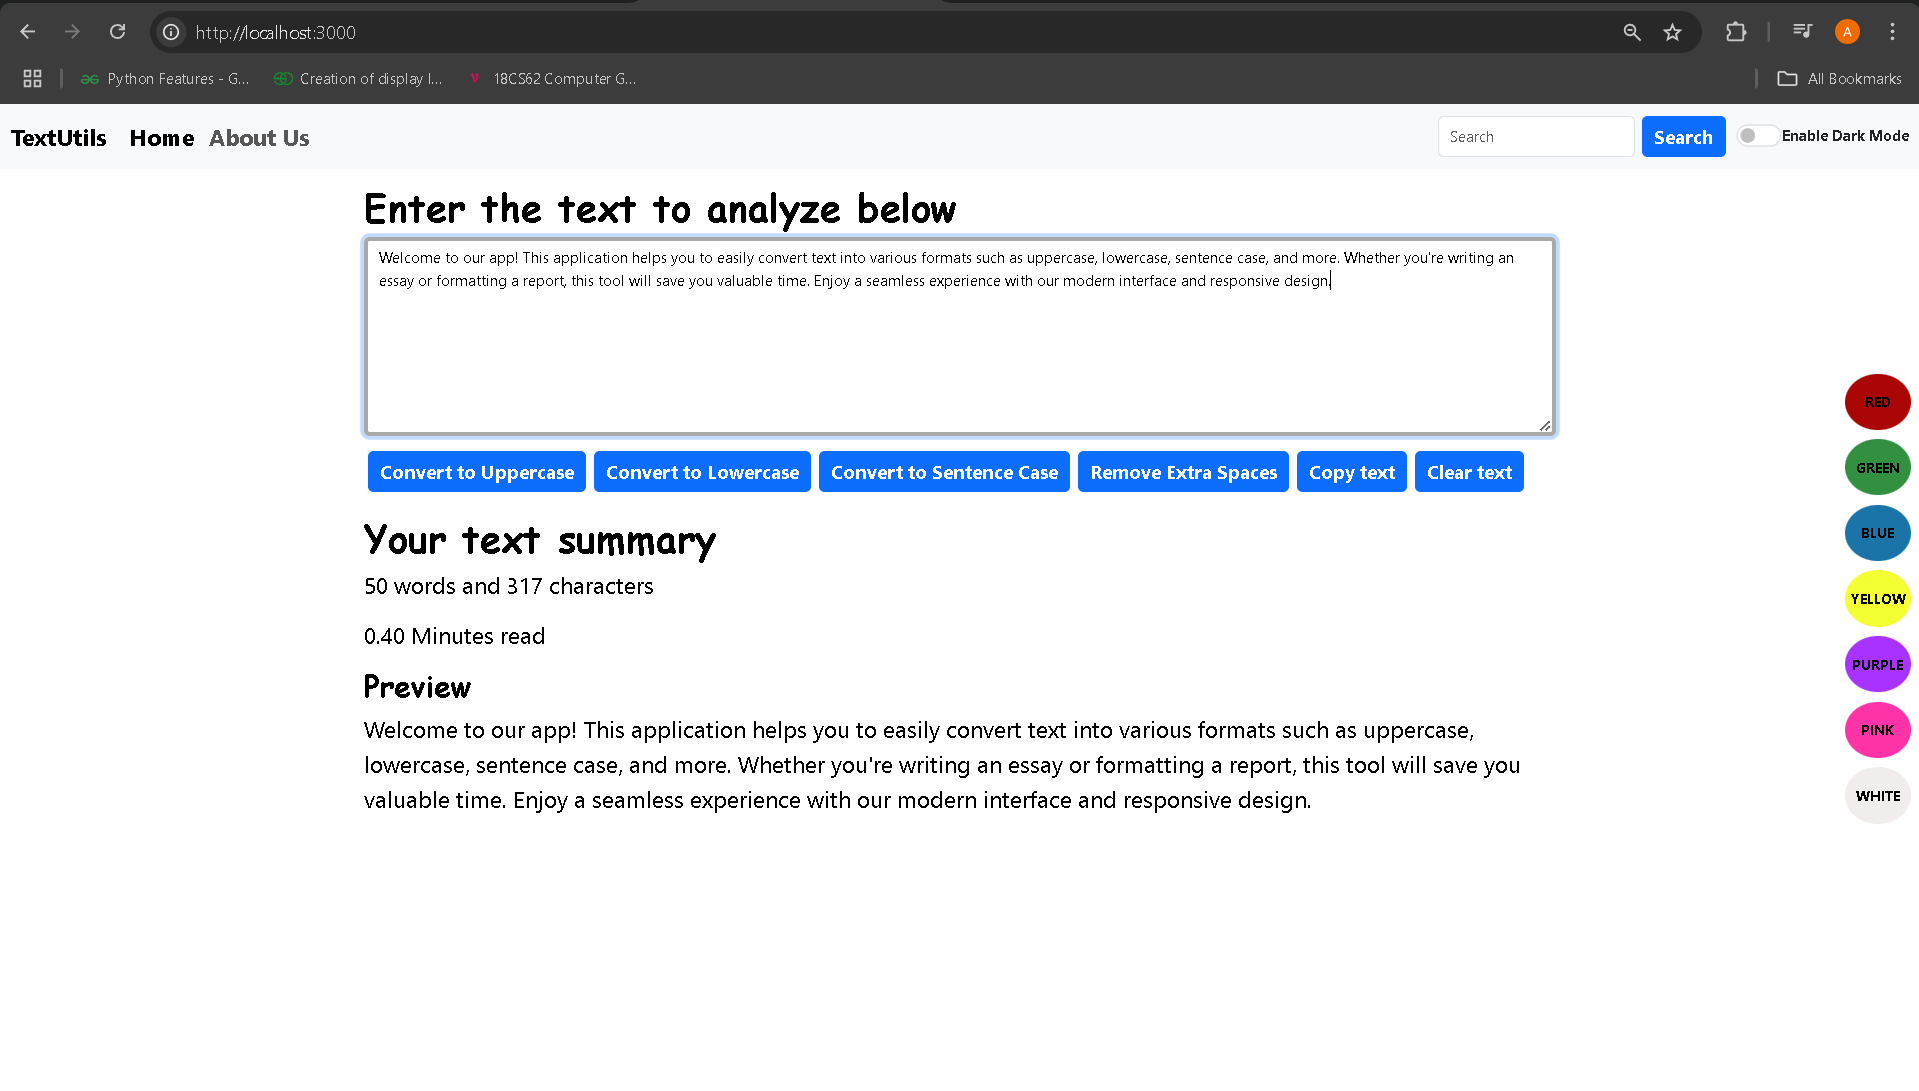 http://localhost:3000
A
Python Features - G...
Creation of display l...
18CS62 Computer G...
All Bookmarks
TextUtils Home About Us
Search Search Enable Dark Mode
Enter the text to analyze below
Welcome to our app! This application helps you to easily convert text into various formats such as uppercase, lowercase, sentence case, and more. Whether you're writing an
essay or formatting a report, this tool will save you valuable time. Enjoy a seamless experience with our modern interface and responsive design.
Convert to Uppercase Convert to Lowercase Convert to Sentence Case Remove Extra Spaces Copy text Clear text
Your text summary
50 words and 317 characters
0.40 Minutes read
Preview
Welcome to our app! This application helps you to easily convert text into various formats such as uppercase,
lowercase, sentence case, and more. Whether you're writing an essay or formatting a report, this tool will save you
valuable time. Enjoy a seamless experience with our modern interface and responsive design.
RED
GREEN
BLUE
YELLOW
PURPLE
PINK
WHITE